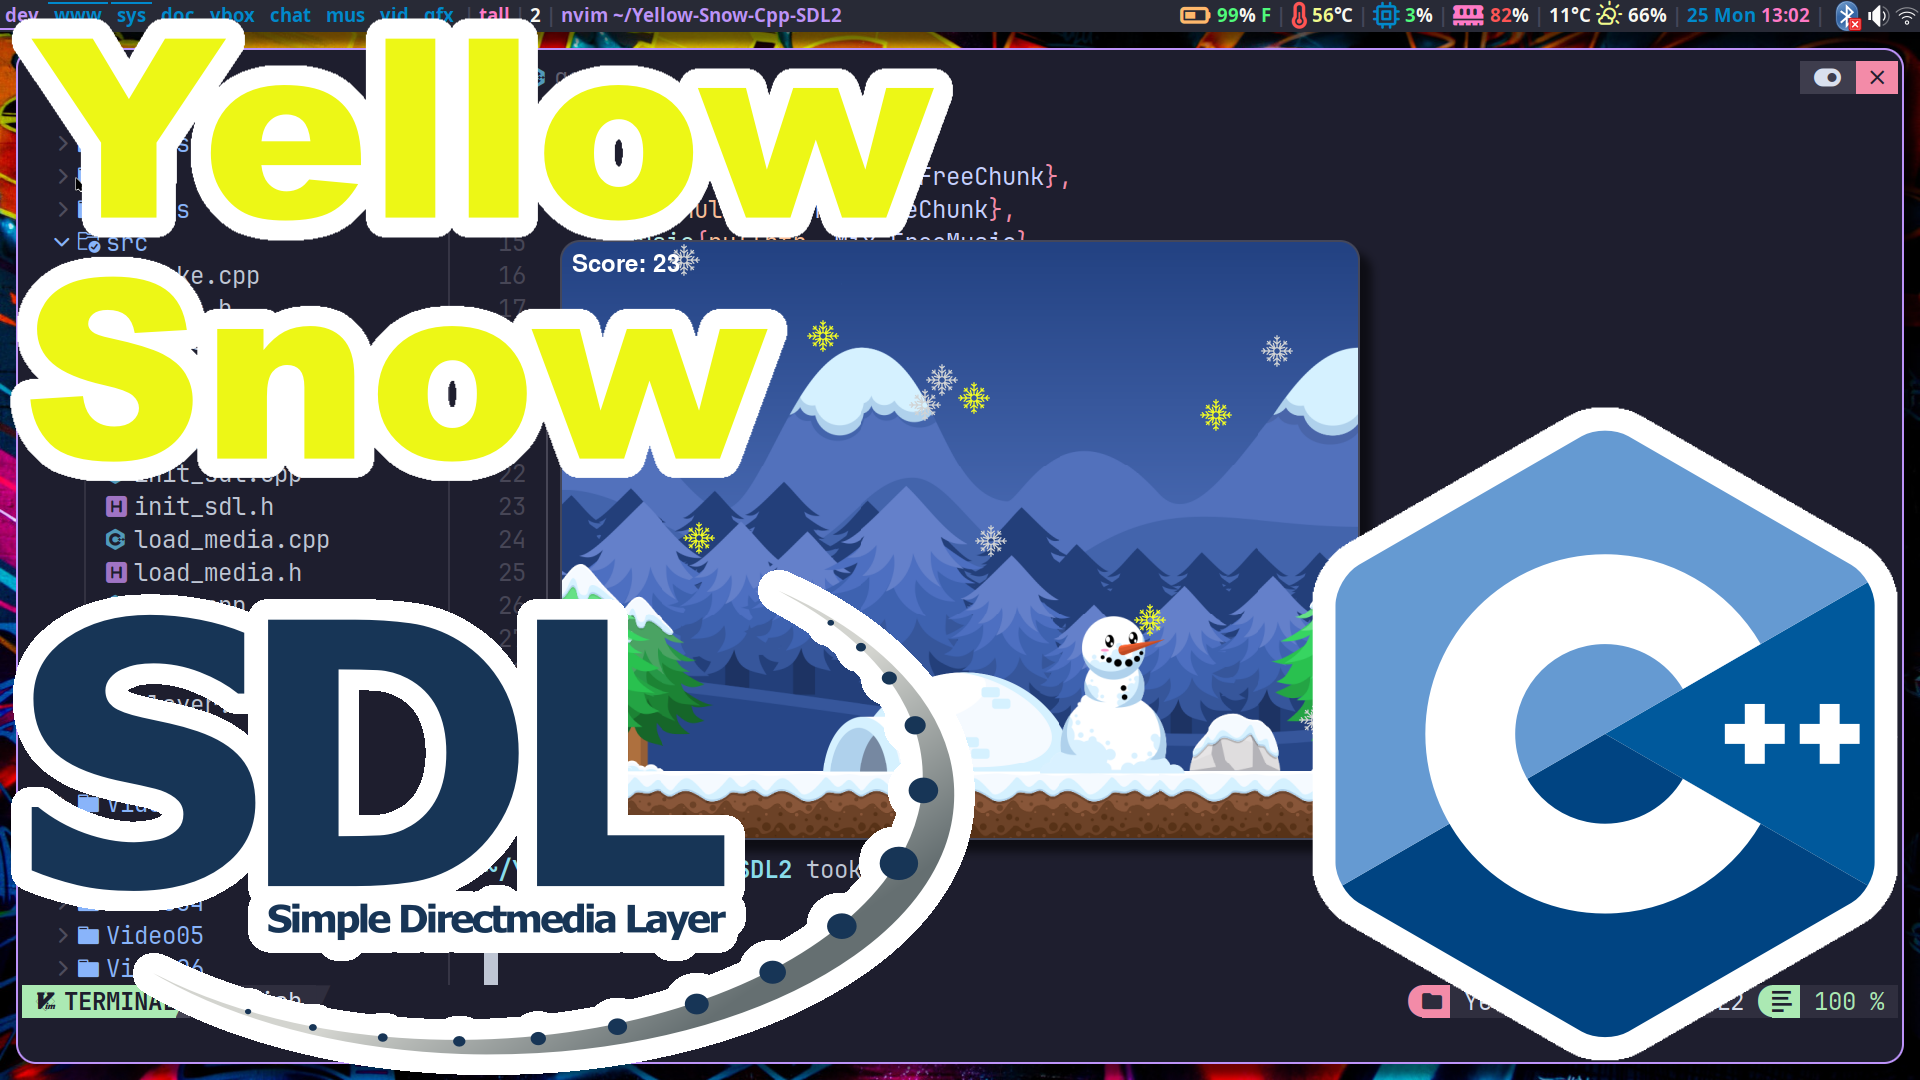 dev www sys doc vbox chat mus vid gfx | tall | 2 | nvim ~/Yellow-Snow-Cpp-SDL2
99% F | 56°C | 3% | 82% | 11°C 66% | 25 Mon 13:02
Yellow
Snow
FreeChunk},
eChunk},
src
15
16
17
ke.cpp
.h
Score: 23
22
init_sdl.cpp
23
init_sdl.h
24
load_media.cpp
25
load_media.h
26
SDL
Simple Directmedia Layer
C++
SDL2 took
Video05
TERMINAL
100 %